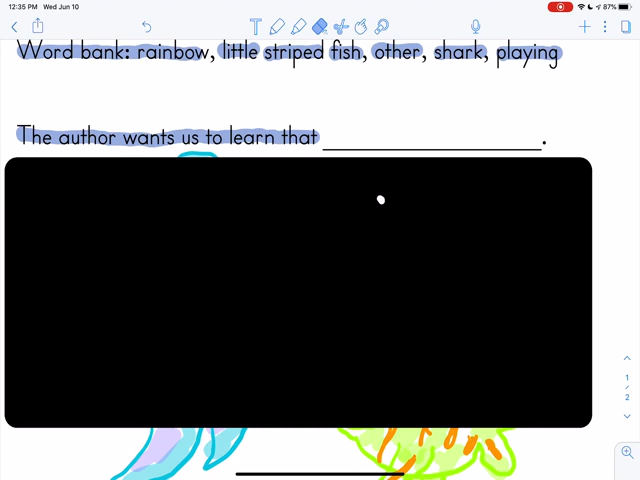 12:35 PM Wed Jun 10 87%
Word bank: rainbow, little striped fish, other, shark, playing
The author wants us to learn that ____________________.
1
/
2